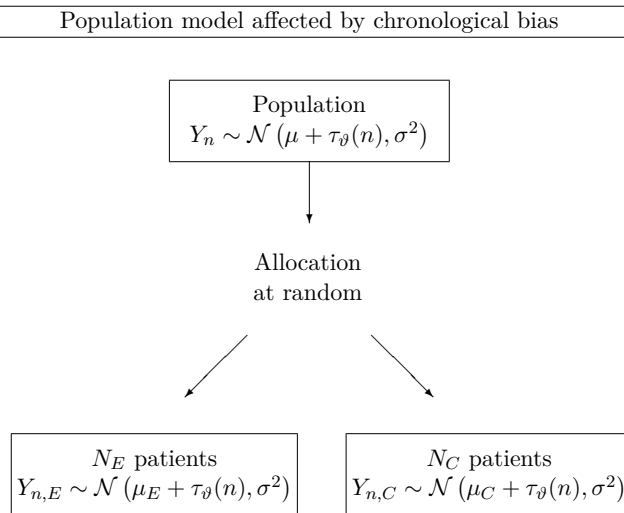 Population model affected by chronological bias
Population
Yₙ ∼ 𝒩 (μ + τ_ϑ(n), σ²)
Allocation
at random
N_E patients
Y_{n,E} ∼ 𝒩 (μ_E + τ_ϑ(n), σ²)
N_C patients
Y_{n,C} ∼ 𝒩 (μ_C + τ_ϑ(n), σ²)